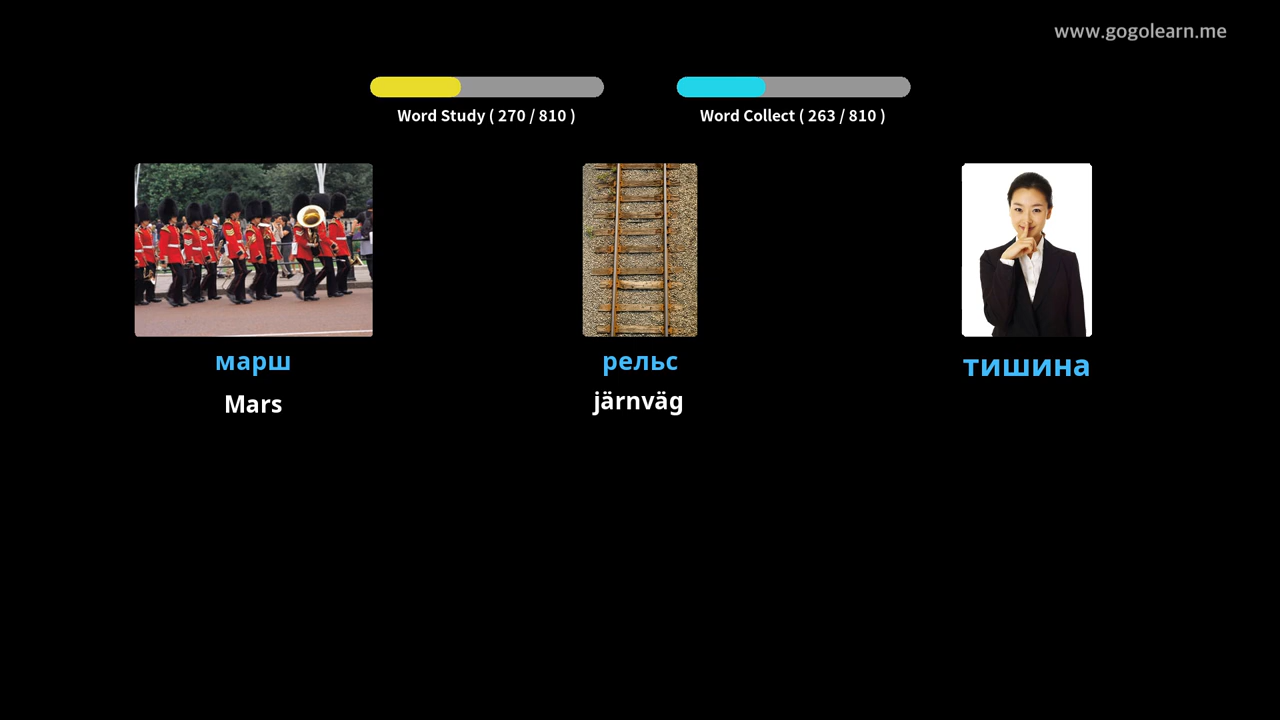 www.gogolearn.me
Word Study ( 270 / 810 )
Word Collect ( 263 / 810 )
марш
рельс
тишина
Mars
järnväg